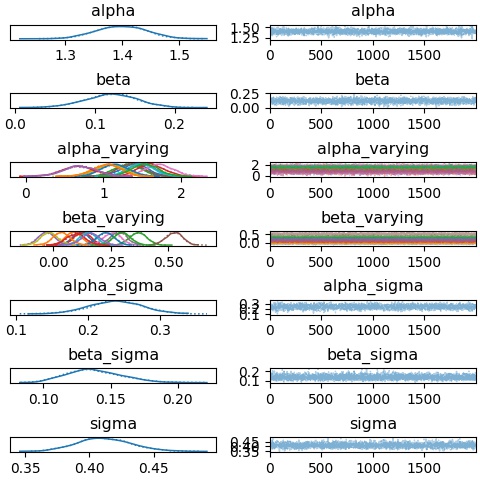 alpha alpha
1.50
1.25
1.3 1.4 1.5 0 500 1000 1500
beta beta
0.25
0.00
0.0 0.1 0.2 0 500 1000 1500
alpha_varying alpha_varying
2
0
0 1 2 0 500 1000 1500
beta_varying beta_varying
0.5
0.0
0.00 0.25 0.50 0 500 1000 1500
alpha_sigma alpha_sigma
0.3
0.2
0.1
0.1 0.2 0.3 0 500 1000 1500
beta_sigma beta_sigma
0.2
0.1
0.10 0.15 0.20 0 500 1000 1500
sigma sigma
0.45
0.40
0.35
0.35 0.40 0.45 0 500 1000 1500